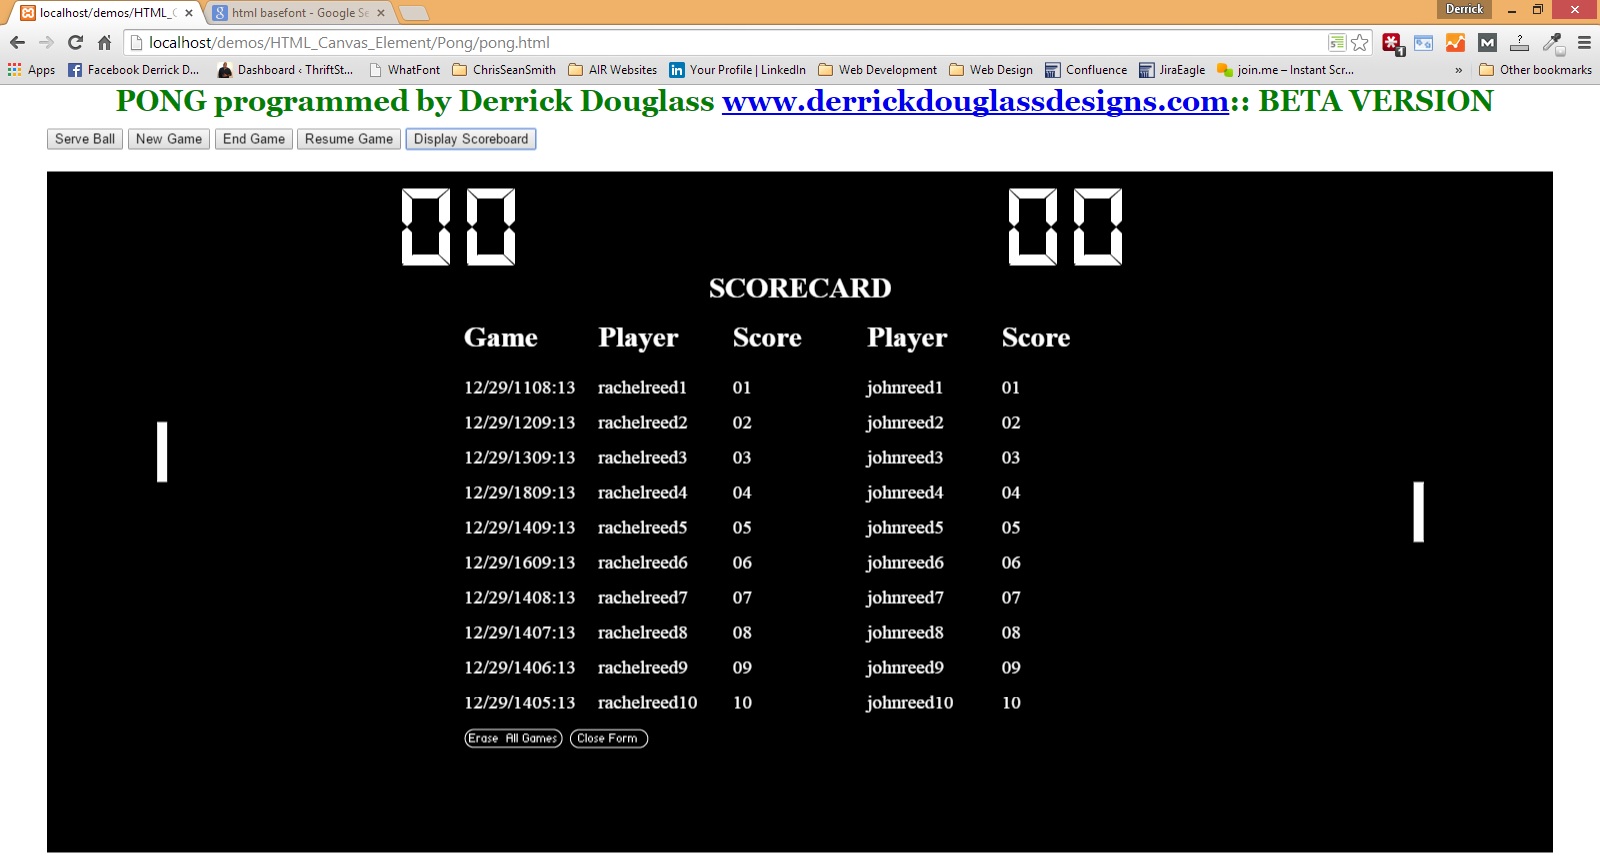 localhost/demos/HTML_C
html basefont - Google Se
Derrick
localhost/demos/HTML_Canvas_Element/Pong/pong.html
1
Apps
Facebook Derrick D...
Dashboard ‹ ThriftSt...
WhatFont
ChrisSeanSmith
AIR Websites
Your Profile | LinkedIn
Web Development
Web Design
Confluence
JiraEagle
join.me – Instant Scr...
»
Other bookmarks
PONG programmed by Derrick Douglass www.derrickdouglassdesigns.com:: BETA VERSION
Serve Ball New Game End Game Resume Game Display Scoreboard
00 00
SCORECARD
Game Player Score Player Score
12/29/1108:13 rachelreed1 01 johnreed1 01
12/29/1209:13 rachelreed2 02 johnreed2 02
12/29/1309:13 rachelreed3 03 johnreed3 03
12/29/1809:13 rachelreed4 04 johnreed4 04
12/29/1409:13 rachelreed5 05 johnreed5 05
12/29/1609:13 rachelreed6 06 johnreed6 06
12/29/1408:13 rachelreed7 07 johnreed7 07
12/29/1407:13 rachelreed8 08 johnreed8 08
12/29/1406:13 rachelreed9 09 johnreed9 09
12/29/1405:13 rachelreed10 10 johnreed10 10
Erase All Games Close Form